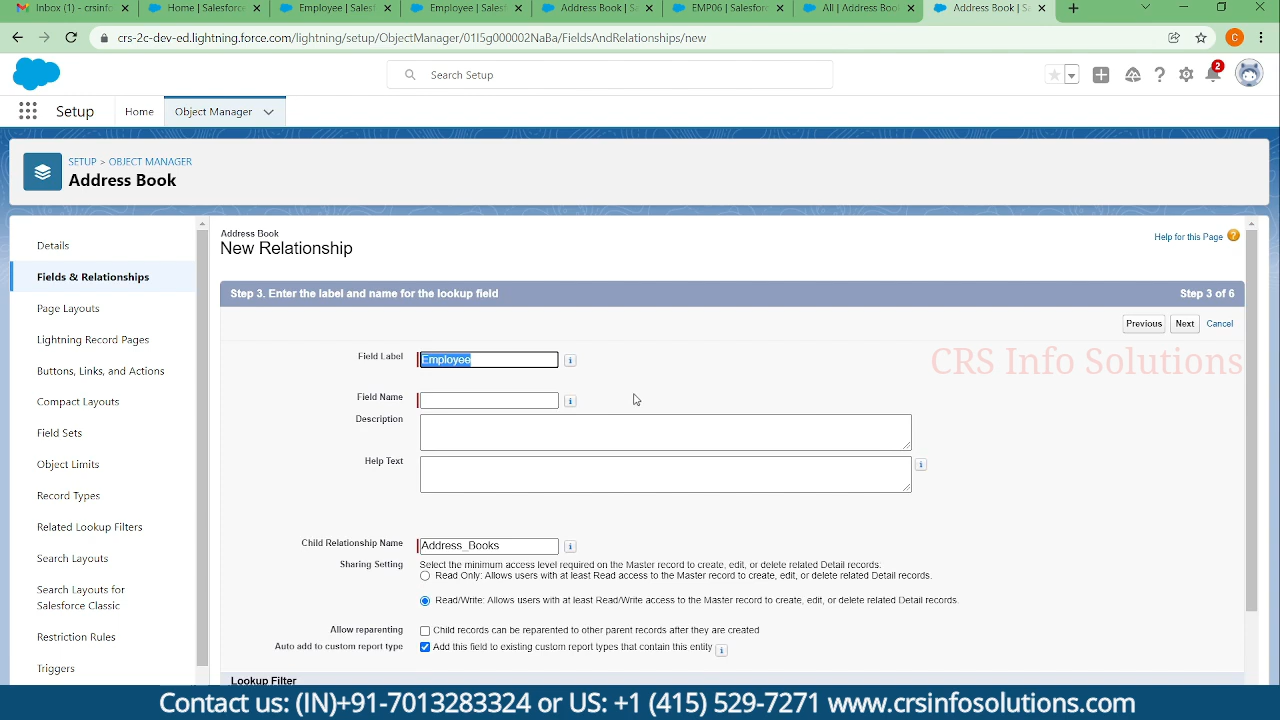 Inbox (1) - crsinfo
Home | Salesforce
Employee | Salesf
Employee | Salesf
Address Book | Sa
EMP06 | Salesforc
All | Address Boo
Address Book | Sa
crs-2c-dev-ed.lightning.force.com/lightning/setup/ObjectManager/01I5g000002NaBa/FieldsAndRelationships/new
C
Search Setup
2
Setup
Home
Object Manager
SETUP > OBJECT MANAGER
Address Book
Details
Fields & Relationships
Page Layouts
Lightning Record Pages
Buttons, Links, and Actions
Compact Layouts
Field Sets
Object Limits
Record Types
Related Lookup Filters
Search Layouts
Search Layouts for
Salesforce Classic
Restriction Rules
Triggers
Address Book
New Relationship
Help for this Page
Step 3. Enter the label and name for the lookup field
Step 3 of 6
Previous
Next
Cancel
CRS Info Solutions
Field Label
Employee
Field Name
Description
Help Text
Child Relationship Name
Address_Books
Sharing Setting
Select the minimum access level required on the Master record to create, edit, or delete related Detail records:
Read Only: Allows users with at least Read access to the Master record to create, edit, or delete related Detail records.
Read/Write: Allows users with at least Read/Write access to the Master record to create, edit, or delete related Detail records.
Allow reparenting
Child records can be reparented to other parent records after they are created
Auto add to custom report type
Add this field to existing custom report types that contain this entity
Lookup Filter
Contact us: (IN)+91-7013283324 or US: +1 (415) 529-7271 www.crsinfosolutions.com